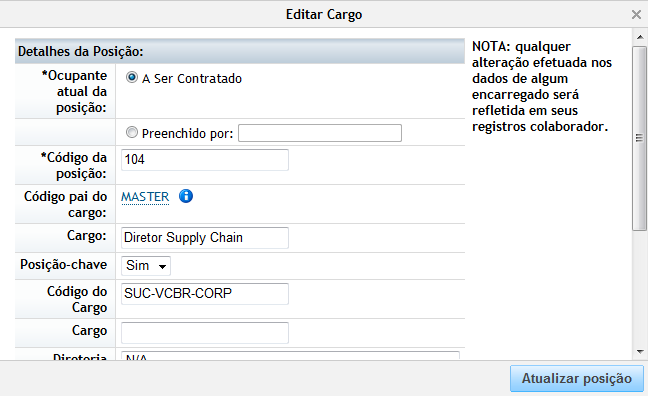 Editar Cargo
Detalhes da Posição:
*Ocupante
atual da
posição:
A Ser Contratado
Preenchido por:
*Código da
posição:
104
Código pai do
cargo:
MASTER
Cargo:
Diretor Supply Chain
Posição-chave
Sim
Código do
Cargo
SUC-VCBR-CORP
Cargo
Diretoria
N/A
NOTA: qualquer
alteração efetuada nos
dados de algum
encarregado será
refletida em seus
registros colaborador.
Atualizar posição